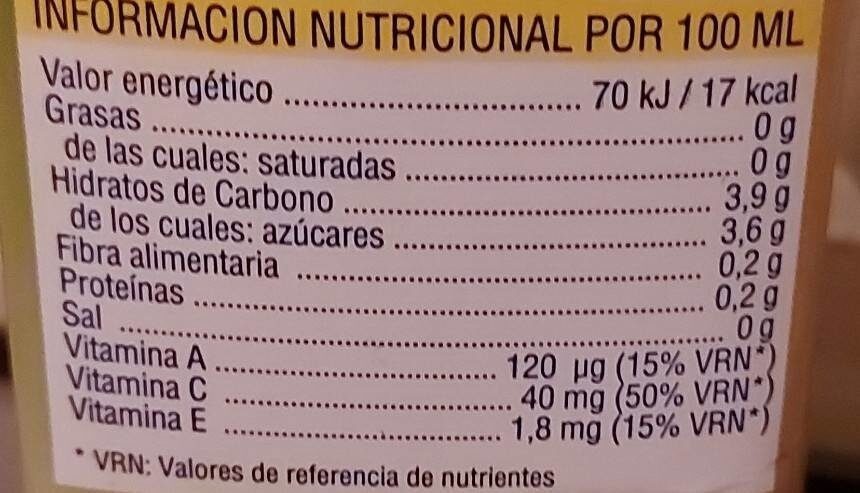 INFORMACION NUTRICIONAL POR 100 ML
Valor energético .............................. 70 kJ / 17 kcal
Grasas .............................. 0 g
de las cuales: saturadas .............................. 0 g
Hidratos de Carbono .............................. 3,9 g
de los cuales: azúcares .............................. 3,6 g
Fibra alimentaria .............................. 0,2 g
Proteínas .............................. 0,2 g
Sal .............................. 0 g
Vitamina A .............................. 120 µg (15% VRN*)
Vitamina C .............................. 40 mg (50% VRN*)
Vitamina E .............................. 1,8 mg (15% VRN*)
* VRN: Valores de referencia de nutrientes